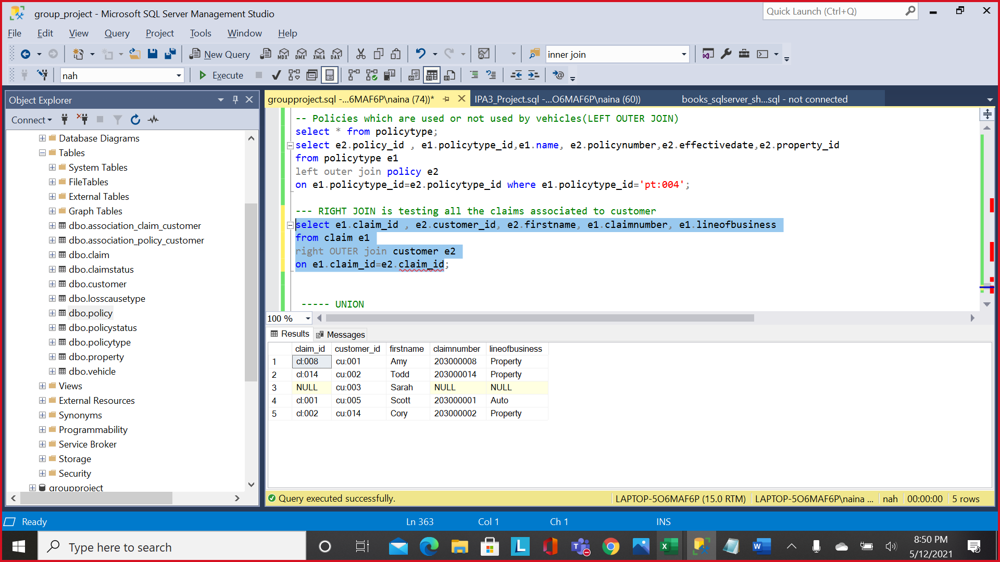 group_project - Microsoft SQL Server Management Studio
Quick Launch (Ctrl+Q)
File Edit View Query Project Tools Window Help
New Query MDX DMX XMLA DAX inner join
nah Execute
Object Explorer
Connect
Database Diagrams
Tables
System Tables
FileTables
External Tables
Graph Tables
dbo.association_claim_customer
dbo.association_policy_customer
dbo.claim
dbo.claimstatus
dbo.customer
dbo.losscausetype
dbo.policy
dbo.policystatus
dbo.policytype
dbo.property
dbo.vehicle
Views
External Resources
Synonyms
Programmability
Service Broker
Storage
Security
groupproject
groupproject.sql -...6MAF6P\naina (74))* IPA3_Project.sql -...O6MAF6P\naina (60)) books_sqlserver_sh...sql - not connected
-- Policies which are used or not used by vehicles(LEFT OUTER JOIN)
select * from policytype;
select e2.policy_id , e1.policytype_id,e1.name, e2.policynumber,e2.effectivedate,e2.property_id
from policytype e1
left outer join policy e2
on e1.policytype_id=e2.policytype_id where e1.policytype_id='pt:004';
--- RIGHT JOIN is testing all the claims associated to customer
select e1.claim_id , e2.customer_id, e2.firstname, e1.claimnumber, e1.lineofbusiness
from claim e1
right OUTER join customer e2
on e1.claim_id=e2.claim_id;
----- UNION
100 %
Results Messages
claim_id customer_id firstname claimnumber lineofbusiness
1 cl:008 cu:001 Amy 203000008 Property
2 cl:014 cu:002 Todd 203000014 Property
3 NULL cu:003 Sarah NULL NULL
4 cl:001 cu:005 Scott 203000001 Auto
5 cl:002 cu:014 Cory 203000002 Property
Query executed successfully. LAPTOP-5O6MAF6P (15.0 RTM) LAPTOP-5O6MAF6P\naina ... nah 00:00:00 5 rows
Ready Ln 363 Col 1 Ch 1 INS
Type here to search
8:50 PM
5/12/2021